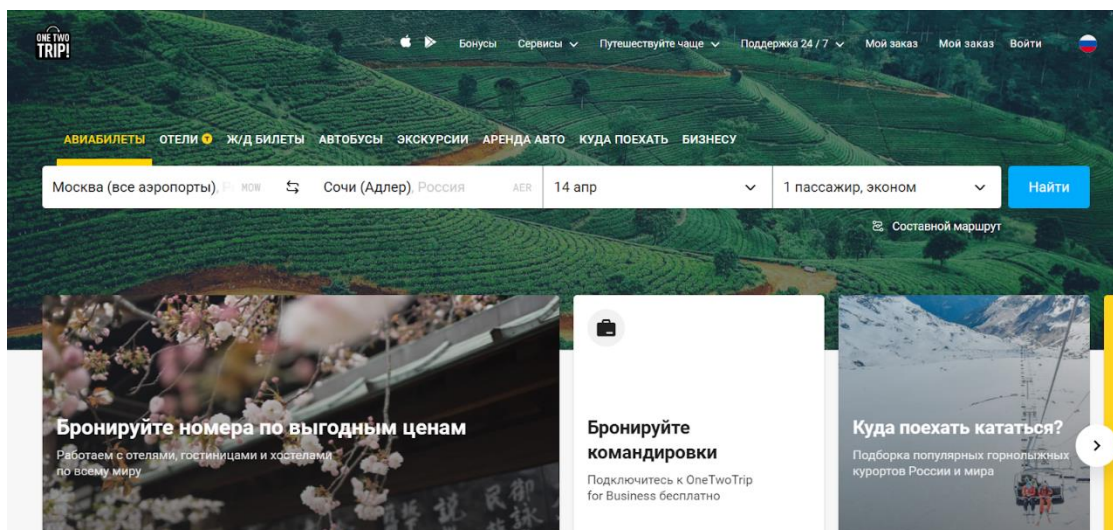 ONE TWO
TRIP!
Бонусы Сервисы Путешествуйте чаще Поддержка 24 / 7 Мой заказ Мой заказ Войти
АВИАБИЛЕТЫ ОТЕЛИ Ж/Д БИЛЕТЫ АВТОБУСЫ ЭКСКУРСИИ АРЕНДА АВТО КУДА ПОЕХАТЬ БИЗНЕСУ
Москва (все аэропорты), MOW Сочи (Адлер), Россия AER 14 апр 1 пассажир, эконом Найти
Составной маршрут
Бронируйте номера по выгодным ценам
Работаем с отелями, гостиницами и хостелами
по всему миру
Бронируйте
командировки
Подключитесь к OneTwoTrip
for Business бесплатно
Куда поехать кататься?
Подборка популярных горнолыжных
курортов России и мира